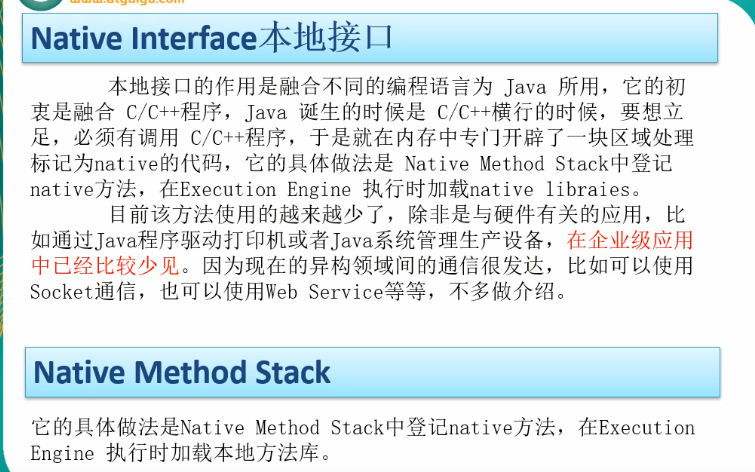 Native Interface本地接口
本地接口的作用是融合不同的编程语言为 Java 所用，它的初
衷是融合 C/C++程序，Java 诞生的时候是 C/C++横行的时候，要想立
足，必须有调用 C/C++程序，于是就在内存中专门开辟了一块区域处理
标记为native的代码，它的具体做法是 Native Method Stack中登记
native方法，在Execution Engine 执行时加载native libraies。
目前该方法使用的越来越少了，除非是与硬件有关的应用，比
如通过Java程序驱动打印机或者Java系统管理生产设备，在企业级应用
中已经比较少见。因为现在的异构领域间的通信很发达，比如可以使用
Socket通信，也可以使用Web Service等等，不多做介绍。
Native Method Stack
它的具体做法是Native Method Stack中登记native方法，在Execution
Engine 执行时加载本地方法库。